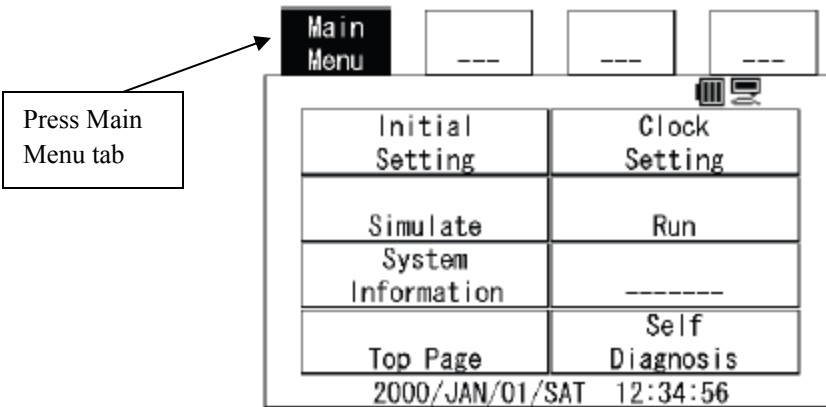 Main
Menu
---
---
---
Press Main
Menu tab
Initial
Setting
Clock
Setting
Simulate
Run
System
Information
-------
Top Page
Self
Diagnosis
2000/JAN/01/SAT 12:34:56